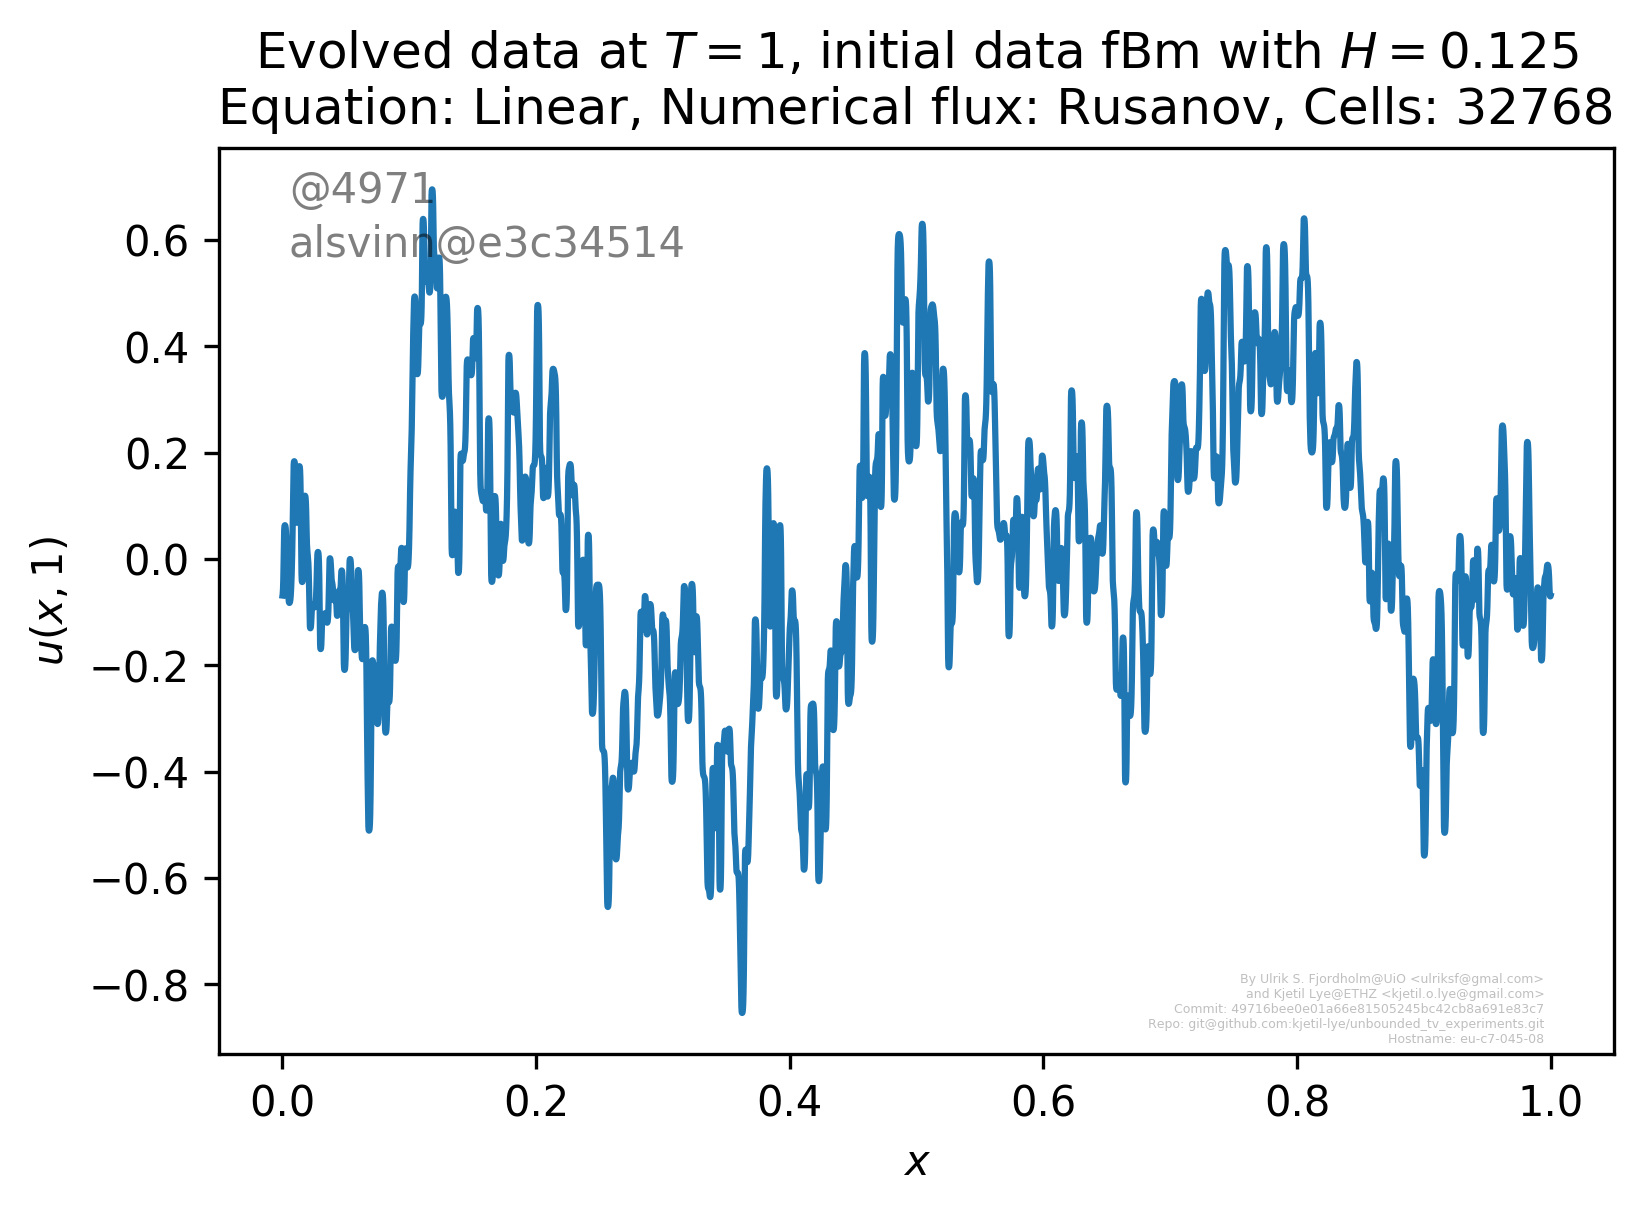 Evolved data at T = 1, initial data fBm with H = 0.125
Equation: Linear, Numerical flux: Rusanov, Cells: 32768
@4971
alsvinn@e3c34514
0.6
0.4
0.2
0.0
−0.2
−0.4
−0.6
−0.8
u(x, 1)
By Ulrik S. Fjordholm@UiO <ulriksf@gmal.com>
and Kjetil Lye@ETHZ <kjetil.o.lye@gmail.com>
Commit: 49716bee0e01a66e81505245bc42cb8a691e83c7
Repo: git@github.com:kjetil-lye/unbounded_tv_experiments.git
Hostname: eu-c7-045-08
0.0 0.2 0.4 0.6 0.8 1.0
x